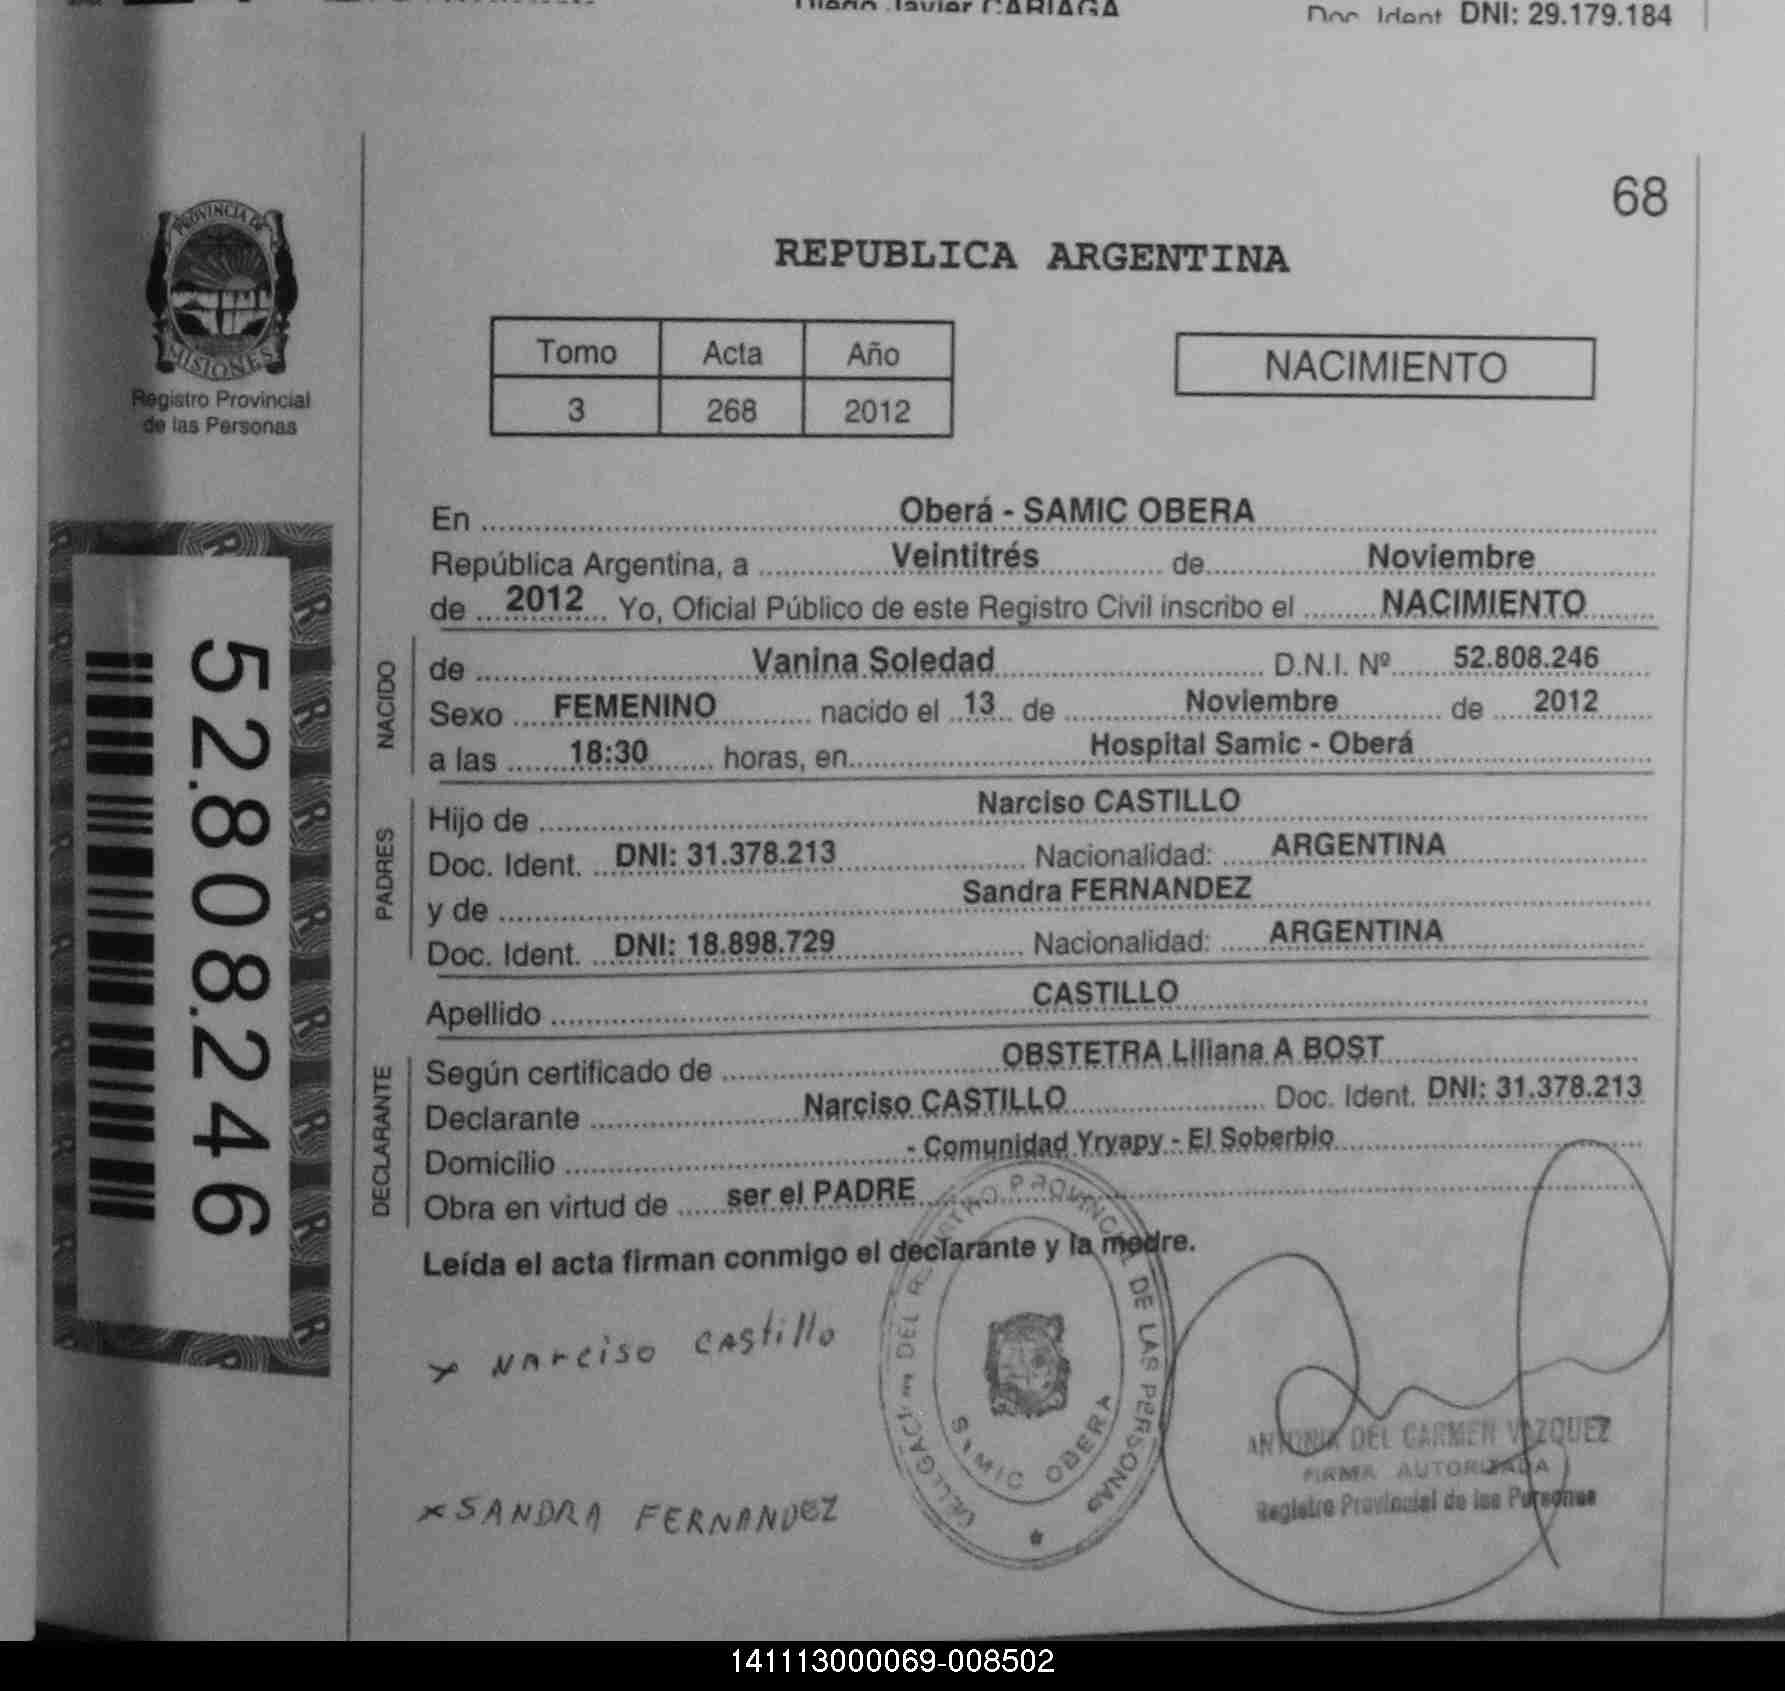 Diego Javier CARIAGA
Doc. Ident. DNI: 29.179.184
68
PROVINCIA DE
MISIONES
Registro Provincial
de las Personas
REPUBLICA ARGENTINA
Tomo Acta Año
3 268 2012
NACIMIENTO
52.808.246
En Oberá - SAMIC OBERA
República Argentina, a Veintitrés de Noviembre
de 2012 Yo, Oficial Público de este Registro Civil inscribo el NACIMIENTO
NACIDO
de Vanina Soledad D.N.I. Nº 52.808.246
Sexo FEMENINO nacido el 13 de Noviembre de 2012
a las 18:30 horas, en Hospital Samic - Oberá
PADRES
Hijo de Narciso CASTILLO
Doc. Ident. DNI: 31.378.213 Nacionalidad: ARGENTINA
y de Sandra FERNANDEZ
Doc. Ident. DNI: 18.898.729 Nacionalidad: ARGENTINA
Apellido CASTILLO
DECLARANTE
Según certificado de OBSTETRA Liliana A BOST
Declarante Narciso CASTILLO Doc. Ident. DNI: 31.378.213
Domicilio - Comunidad Yryapy - El Soberbio
Obra en virtud de ser el PADRE
Leída el acta firman conmigo el declarante y la madre.
x Narciso Castillo
x SANDRA FERNANDEZ
DELEGACION DEL REGISTRO PROVINCIAL DE LAS PERSONAS
SAMIC OBERA
ANTONIA DEL CARMEN VAZQUEZ
FIRMA AUTORIZADA
Registro Provincial de las Personas
141113000069-008502